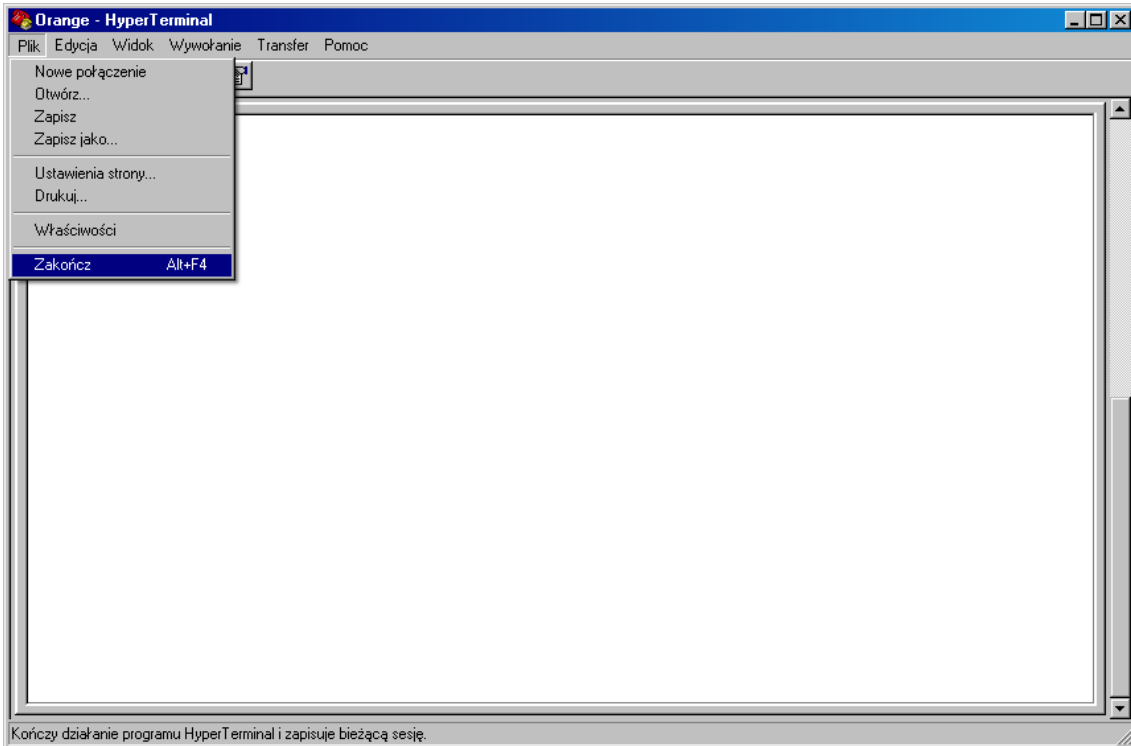 Orange - HyperTerminal
Plik Edycja Widok Wywołanie Transfer Pomoc
Nowe połączenie
Otwórz...
Zapisz
Zapisz jako...
Ustawienia strony...
Drukuj...
Właściwości
Zakończ Alt+F4
Kończy działanie programu HyperTerminal i zapisuje bieżącą sesję.